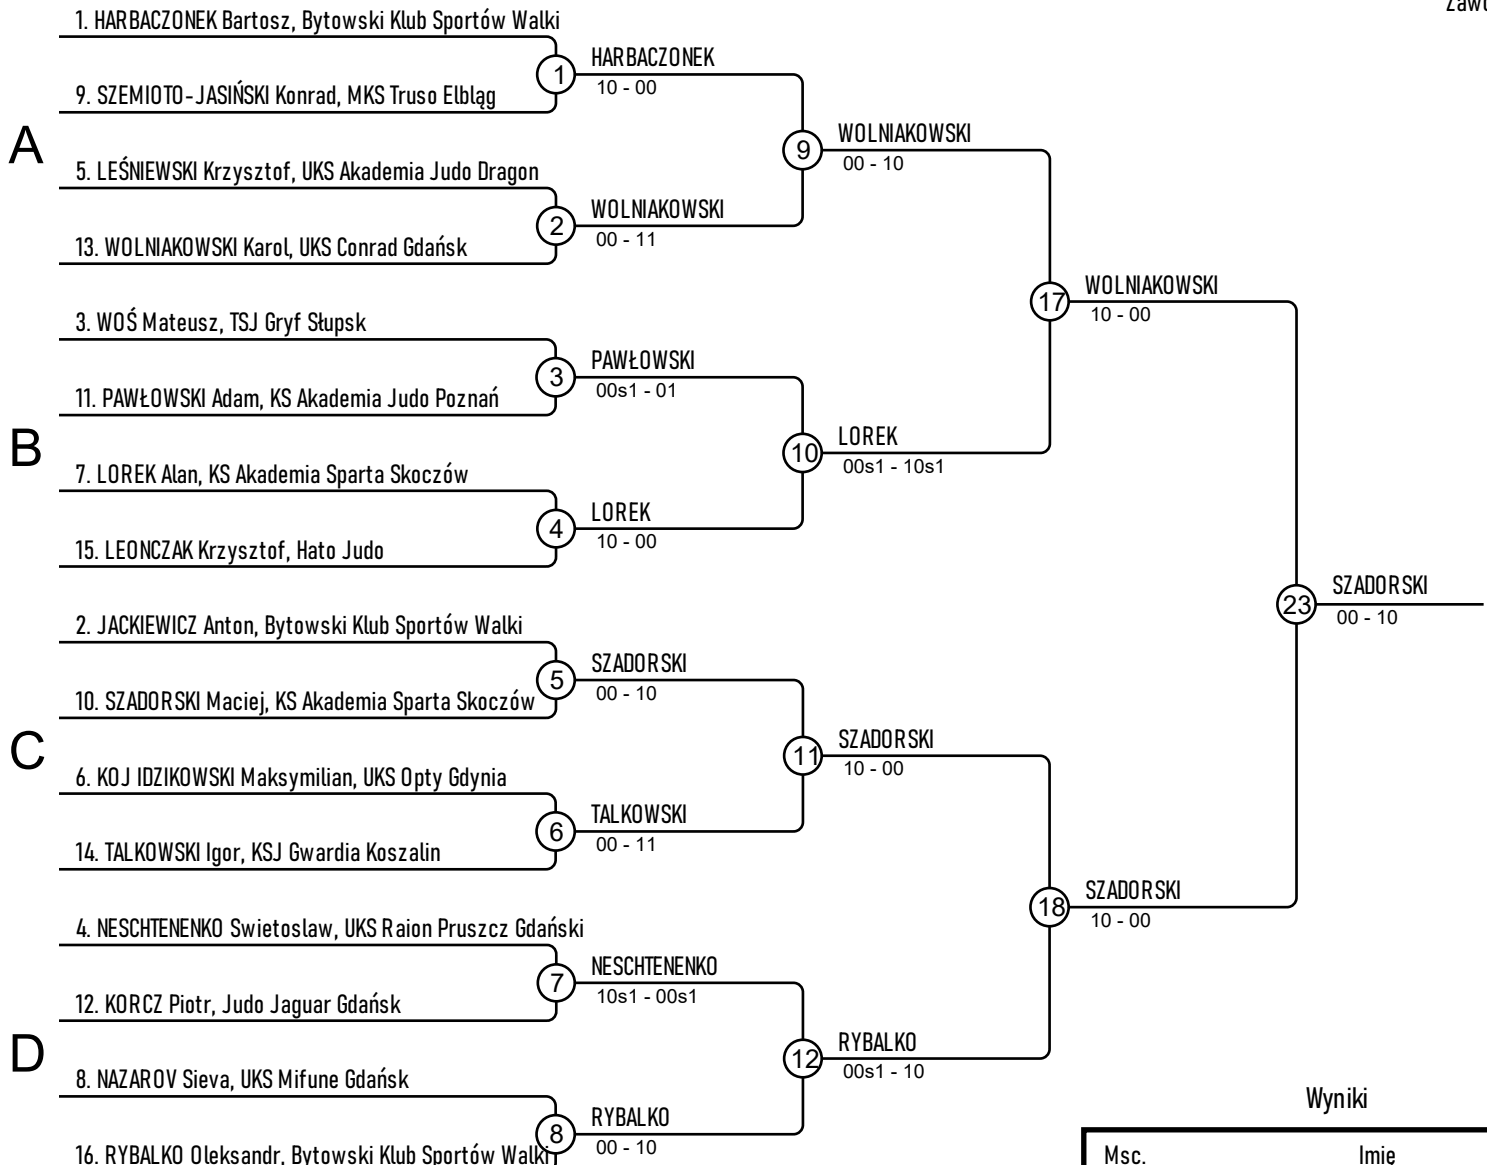 Zawo
1. HARBACZONEK Bartosz, Bytowski Klub Sportów Walki
1
HARBACZONEK
10 - 00
9. SZEMIOTO-JASIŃSKI Konrad, MKS Truso Elbląg
A
9
WOLNIAKOWSKI
00 - 10
5. LEŚNIEWSKI Krzysztof, UKS Akademia Judo Dragon
2
WOLNIAKOWSKI
00 - 11
13. WOLNIAKOWSKI Karol, UKS Conrad Gdańsk
17
WOLNIAKOWSKI
10 - 00
3. WOŚ Mateusz, TSJ Gryf Słupsk
3
PAWŁOWSKI
00s1 - 01
11. PAWŁOWSKI Adam, KS Akademia Judo Poznań
B
10
LOREK
00s1 - 10s1
7. LOREK Alan, KS Akademia Sparta Skoczów
4
LOREK
10 - 00
15. LEONCZAK Krzysztof, Hato Judo
23
SZADORSKI
00 - 10
2. JACKIEWICZ Anton, Bytowski Klub Sportów Walki
5
SZADORSKI
00 - 10
10. SZADORSKI Maciej, KS Akademia Sparta Skoczów
C
11
SZADORSKI
10 - 00
6. KOJ IDZIKOWSKI Maksymilian, UKS Opty Gdynia
6
TALKOWSKI
00 - 11
14. TALKOWSKI Igor, KSJ Gwardia Koszalin
18
SZADORSKI
10 - 00
4. NESCHTENENKO Swietoslaw, UKS Raion Pruszcz Gdański
7
NESCHTENENKO
10s1 - 00s1
12. KORCZ Piotr, Judo Jaguar Gdańsk
D
12
RYBALKO
00s1 - 10
8. NAZAROV Sieva, UKS Mifune Gdańsk
8
RYBALKO
00 - 10
16. RYBALKO Oleksandr, Bytowski Klub Sportów Walki
Wyniki
Msc. Imię